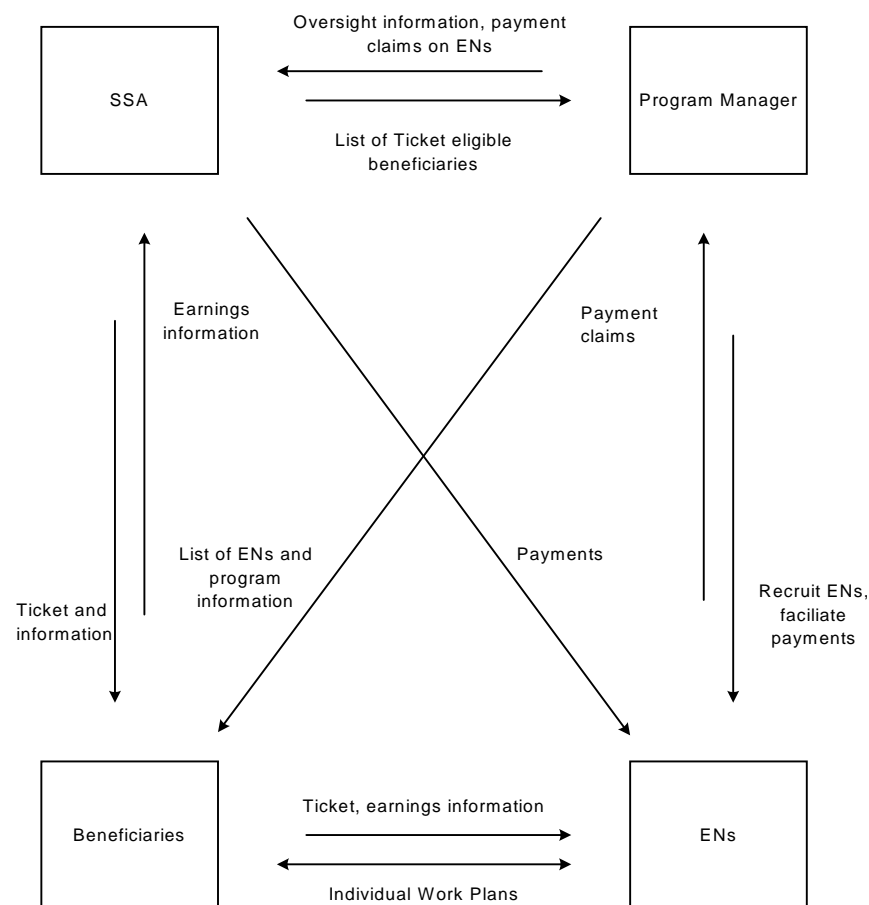 Oversight information, payment
claims on ENs
SSA
Program Manager
List of Ticket eligible
beneficiaries
Earnings
information
Payment
claims
List of ENs and
program
information
Payments
Ticket and
information
Recruit ENs,
faciliate
payments
Beneficiaries
Ticket, earnings information
ENs
Individual Work Plans